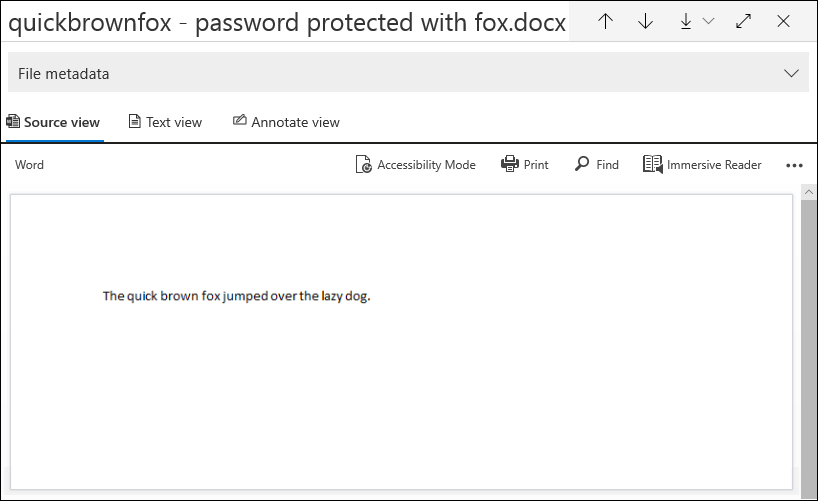 quickbrownfox - password protected with fox.docx
File metadata
Source view Text view Annotate view
Word Accessibility Mode Print Find Immersive Reader
The quick brown fox jumped over the lazy dog.